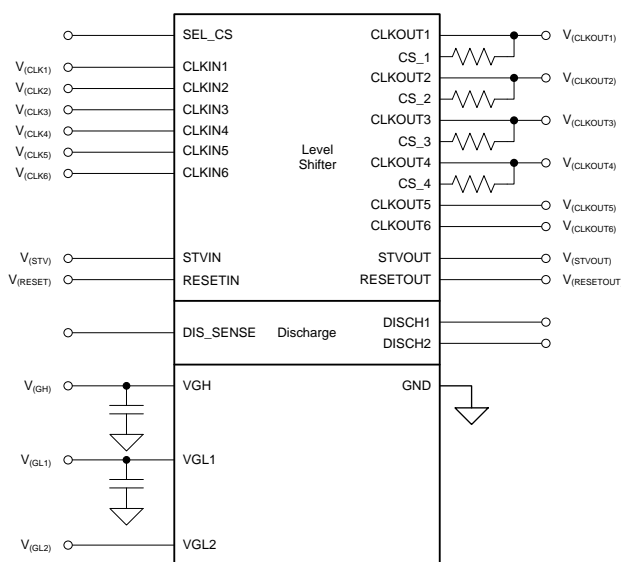 SEL_CS CLKOUT1 V(CLKOUT1)
CS_1
V(CLK1) CLKIN1
CLKOUT2 V(CLKOUT2)
V(CLK2) CLKIN2
CS_2
V(CLK3) CLKIN3
CLKOUT3 V(CLKOUT3)
V(CLK4) CLKIN4
CS_3
V(CLK5) CLKIN5
Level
Shifter
CLKOUT4 V(CLKOUT4)
V(CLK6) CLKIN6
CS_4
CLKOUT5 V(CLKOUT5)
CLKOUT6 V(CLKOUT6)
V(STV) STVIN STVOUT V(STVOUT)
V(RESET) RESETIN RESETOUT V(RESETOUT
DISCH1
DIS_SENSE Discharge
DISCH2
V(GH) VGH GND
V(GL1) VGL1
V(GL2) VGL2